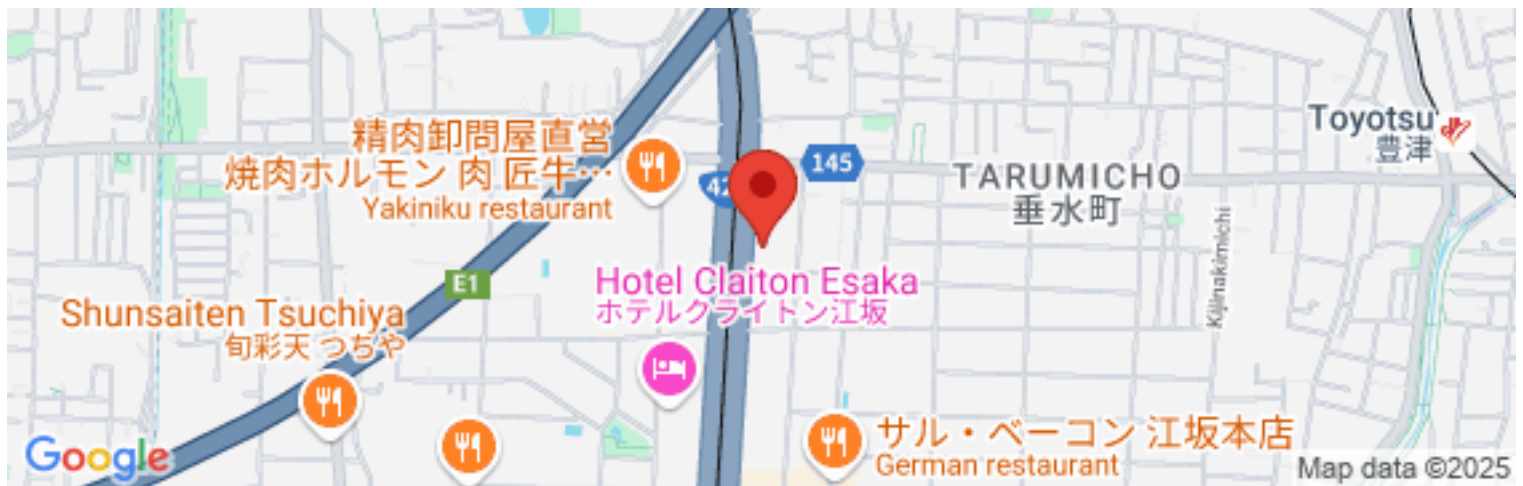 精肉卸問屋直営
焼肉ホルモン 肉 匠牛…
Yakiniku restaurant
145
TARUMICHO
垂水町
Toyotsu
豊津
Kijinakimichi
E1
Hotel Claiton Esaka
ホテルクライトン江坂
Shunsaiten Tsuchiya
旬彩天 つちや
サル・ベーコン 江坂本店
German restaurant
Google
Map data ©2025